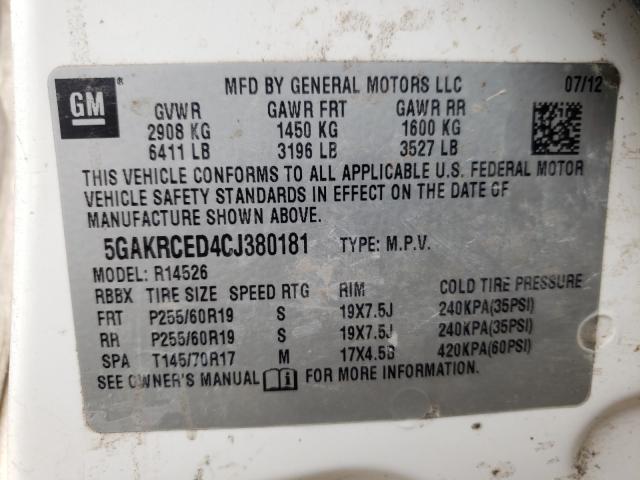 GM
MFD BY GENERAL MOTORS LLC 07/12
GVWR GAWR FRT GAWR RR
2908 KG 1450 KG 1600 KG
6411 LB 3196 LB 3527 LB
THIS VEHICLE CONFORMS TO ALL APPLICABLE U.S. FEDERAL MOTOR
VEHICLE SAFETY STANDARDS IN EFFECT ON THE DATE OF
MANUFACTURE SHOWN ABOVE.
5GAKRCED4CJ380181 TYPE: M.P.V.
MODEL: R14526
RBBX TIRE SIZE SPEED RTG RIM COLD TIRE PRESSURE
FRT P255/60R19 S 19X7.5J 240KPA(35PSI)
RR P255/60R19 S 19X7.5J 240KPA(35PSI)
SPA T145/70R17 M 17X4.5B 420KPA(60PSI)
SEE OWNER'S MANUAL FOR MORE INFORMATION.